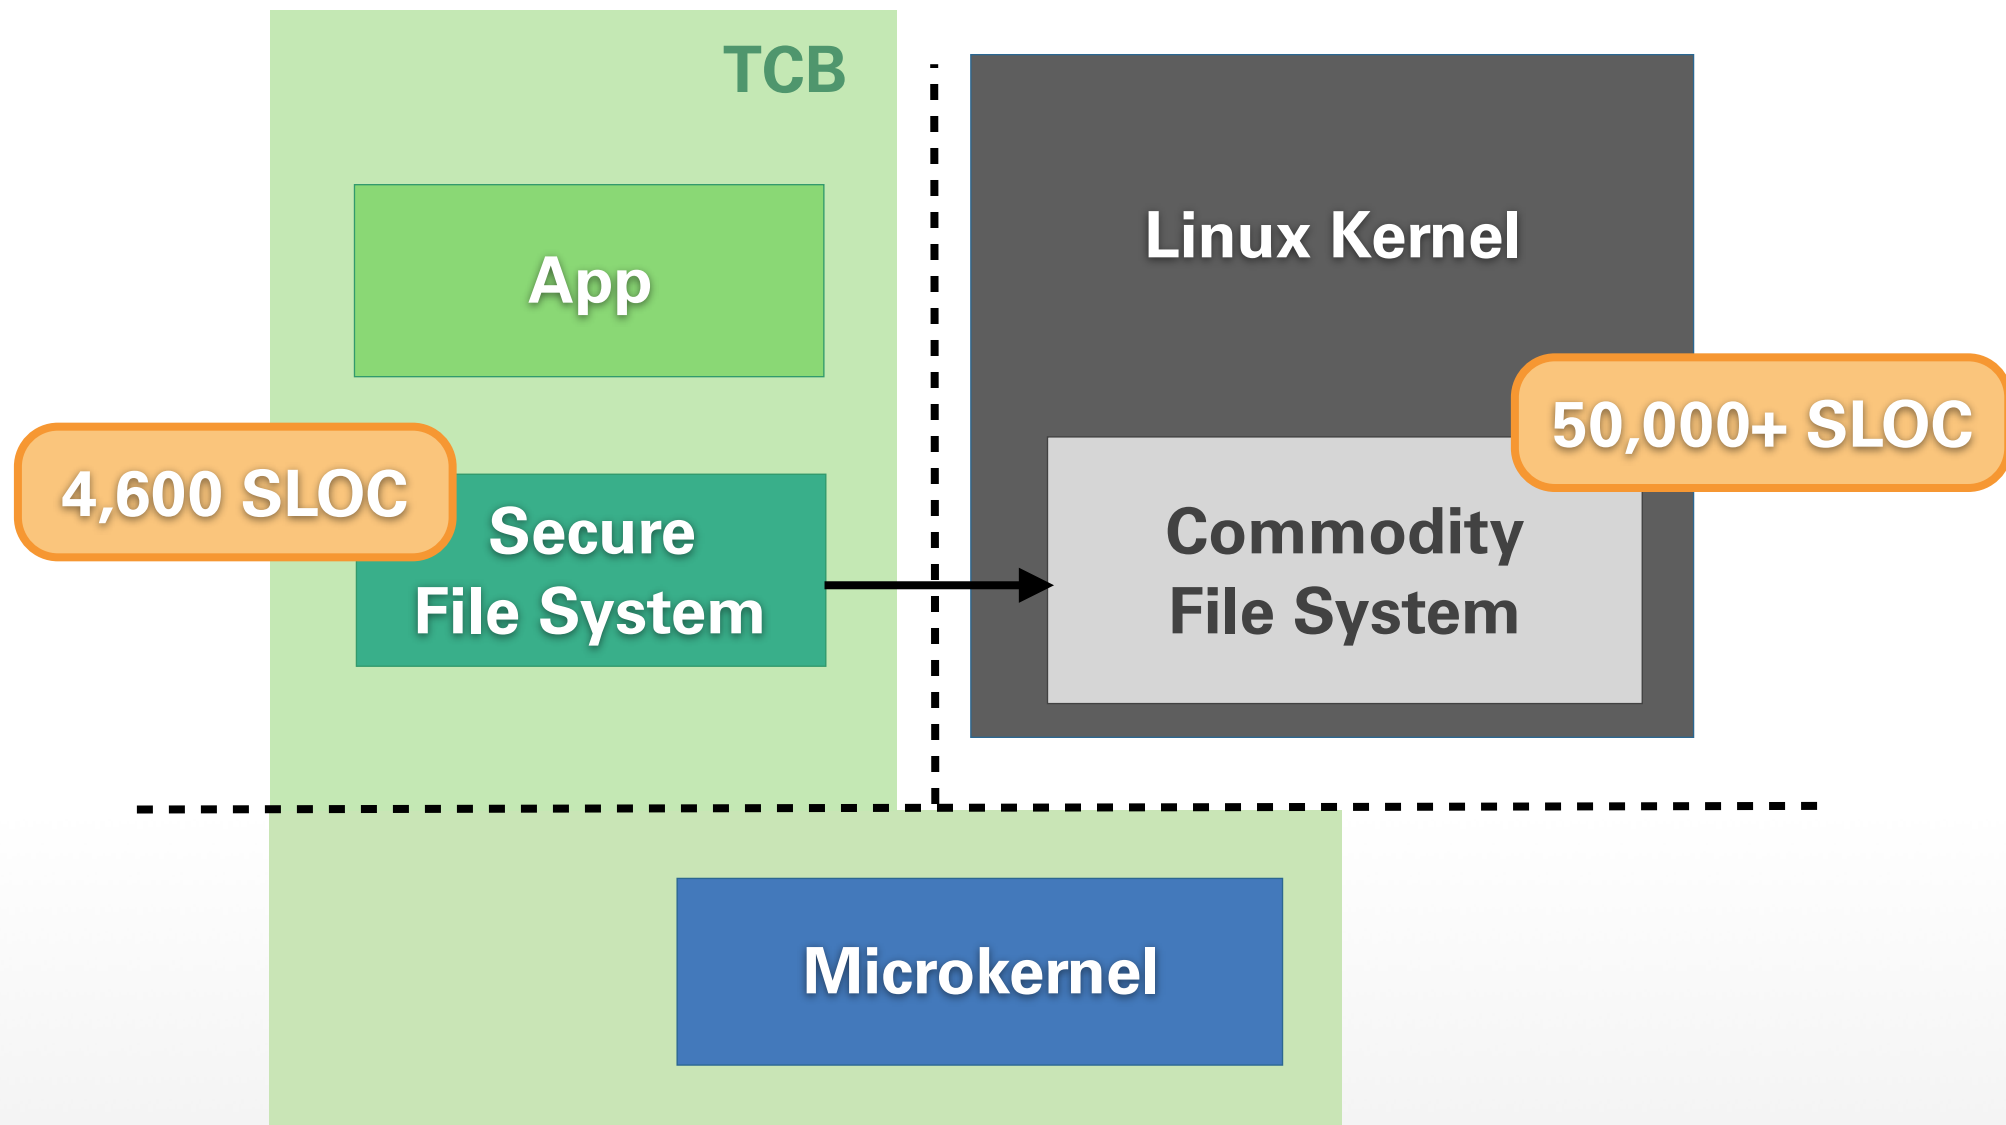 TCB
App
Linux Kernel
4,600 SLOC
50,000+ SLOC
Secure
File System
Commodity
File System
Microkernel